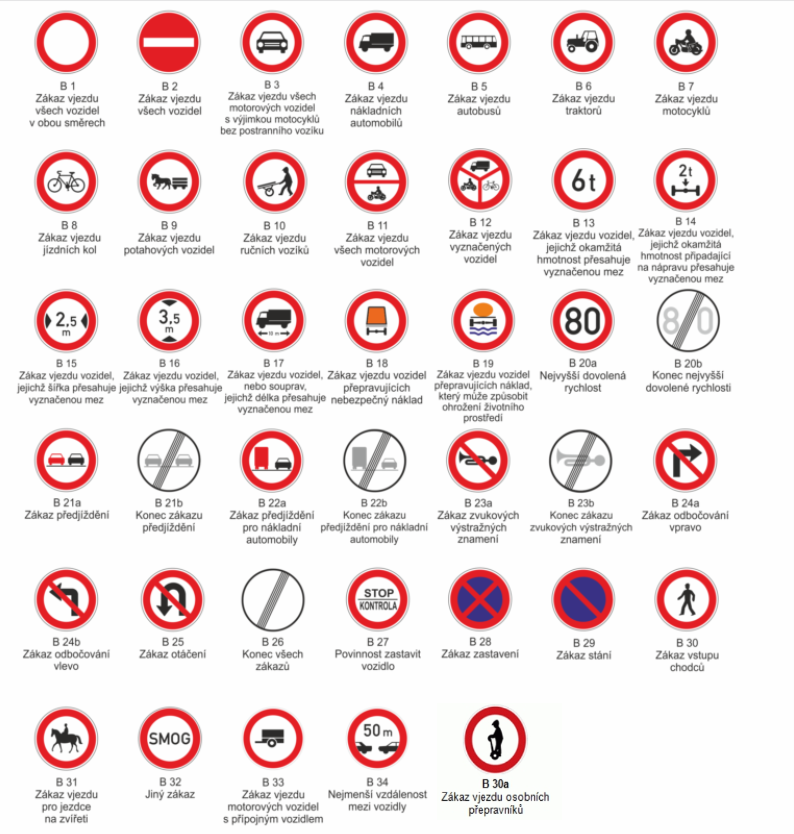 B 1
Zákaz vjezdu
všech vozidel
v obou směrech
B 2
Zákaz vjezdu
všech vozidel
B 3
Zákaz vjezdu všech
motorových vozidel
s výjimkou motocyklů
bez postranního vozíku
B 4
Zákaz vjezdu
nákladních
automobilů
B 5
Zákaz vjezdu
autobusů
B 6
Zákaz vjezdu
traktorů
B 7
Zákaz vjezdu
motocyklů
B 8
Zákaz vjezdu
jízdních kol
B 9
Zákaz vjezdu
potahových vozidel
B 10
Zákaz vjezdu
ručních vozíků
B 11
Zákaz vjezdu
všech motorových
vozidel
B 12
Zákaz vjezdu
vyznačených
vozidel
6t
B 13
Zákaz vjezdu vozidel,
jejichž okamžitá
hmotnost přesahuje
vyznačenou mez
2t
B 14
Zákaz vjezdu vozidel,
jejichž okamžitá
hmotnost připadající
na nápravu přesahuje
vyznačenou mez
2,5
m
B 15
Zákaz vjezdu vozidel,
jejichž šířka přesahuje
vyznačenou mez
3,5
m
B 16
Zákaz vjezdu vozidel,
jejichž výška přesahuje
vyznačenou mez
10 m
B 17
Zákaz vjezdu vozidel,
nebo souprav,
jejichž délka přesahuje
vyznačenou mez
B 18
Zákaz vjezdu vozidel
přepravujících
nebezpečný náklad
B 19
Zákaz vjezdu vozidel
přepravujících náklad,
který může způsobit
ohrožení životního
prostředí
80
B 20a
Nejvyšší dovolená
rychlost
80
B 20b
Konec nejvyšší
dovolené rychlosti
B 21a
Zákaz předjíždění
B 21b
Konec zákazu
předjíždění
B 22a
Zákaz předjíždění
pro nákladní
automobily
B 22b
Konec zákazu
předjíždění pro nákladní
automobily
B 23a
Zákaz zvukových
výstražných
znamení
B 23b
Konec zákazu
zvukových výstražných
znamení
B 24a
Zákaz odbočování
vpravo
B 24b
Zákaz odbočování
vlevo
B 25
Zákaz otáčení
B 26
Konec všech
zákazů
STOP
KONTROLA
B 27
Povinnost zastavit
vozidlo
B 28
Zákaz zastavení
B 29
Zákaz stání
B 30
Zákaz vstupu
chodců
B 31
Zákaz vjezdu
pro jezdce
na zvířeti
SMOG
B 32
Jiný zákaz
B 33
Zákaz vjezdu
motorových vozidel
s přípojným vozidlem
50 m
B 34
Nejmenší vzdálenost
mezi vozidly
B 30a
Zákaz vjezdu osobních
přepravníků